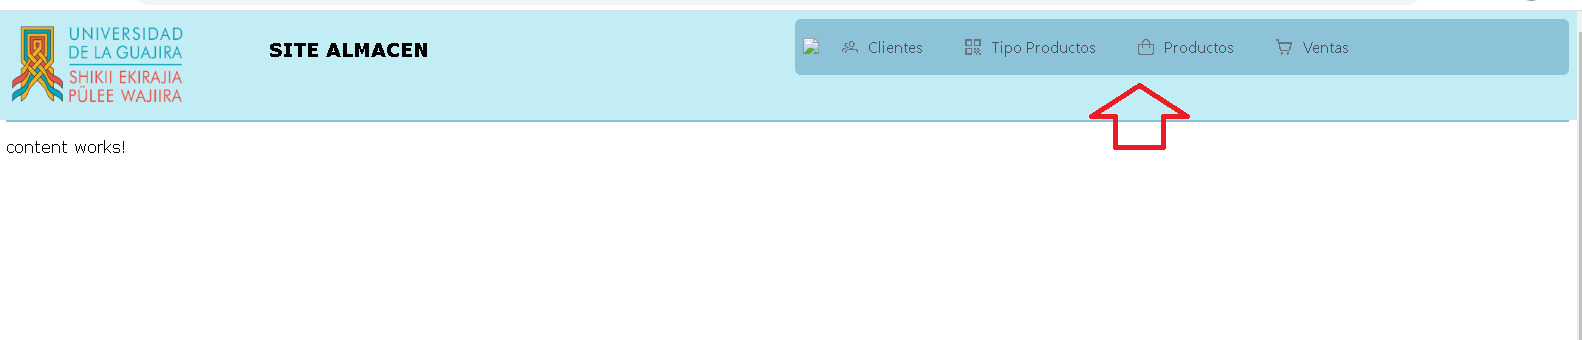 UNIVERSIDAD
DE LA GUAJIRA
SHIKII EKIRAJIA
PÜLEE WAJIIRA
SITE ALMACEN
Clientes Tipo Productos Productos Ventas
content works!